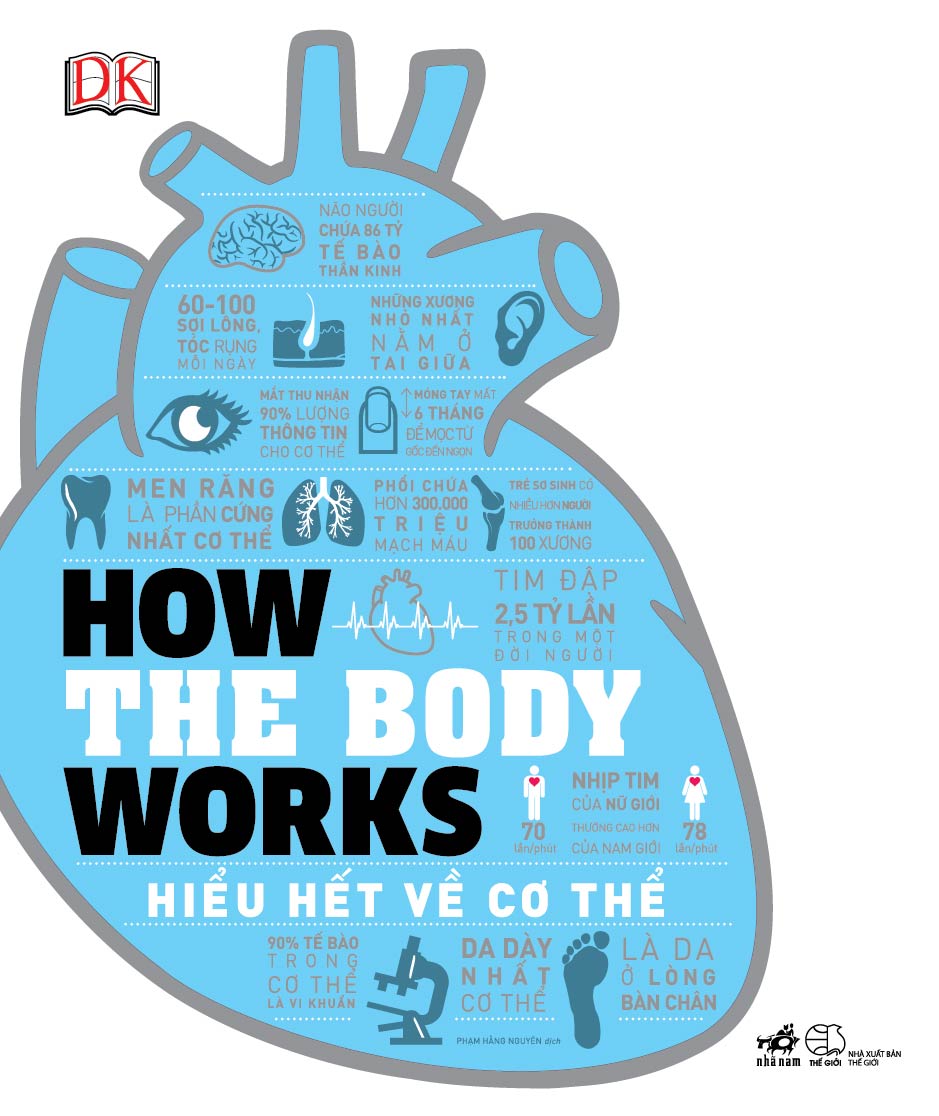 DK
NÃO NGƯỜI
CHỨA 86 TỶ
TẾ BÀO
THẦN KINH
60-100
SỢI LÔNG,
TÓC RỤNG
MỖI NGÀY
NHỮNG XƯƠNG
NHỎ NHẤT
NẰM Ở
TAI GIỮA
MẮT THU NHẬN
90% LƯỢNG
THÔNG TIN
CHO CƠ THỂ
MÓNG TAY MẤT
6 THÁNG
ĐỂ MỌC TỪ
GỐC ĐẾN NGỌN
MEN RĂNG
LÀ PHẦN CỨNG
NHẤT CƠ THỂ
PHỔI CHỨA
HƠN 300.000
TRIỆU
MẠCH MÁU
TRẺ SƠ SINH CÓ
NHIỀU HƠN NGƯỜI
TRƯỞNG THÀNH
100 XƯƠNG
TIM ĐẬP
2,5 TỶ LẦN
TRONG MỘT
ĐỜI NGƯỜI
HOW
THE BODY
WORKS
70
lần/phút
NHỊP TIM
CỦA NỮ GIỚI
THƯỜNG CAO HƠN
CỦA NAM GIỚI
78
lần/phút
HIỂU HẾT VỀ CƠ THỂ
90% TẾ BÀO
TRONG
CƠ THỂ
LÀ VI KHUẨN
DA DÀY
NHẤT
CƠ THỂ
LÀ DA
Ở LÒNG
BÀN CHÂN
PHẠM HẰNG NGUYÊN dịch
nhã nam
THẾ GIỚI
NHÀ XUẤT BẢN
THẾ GIỚI